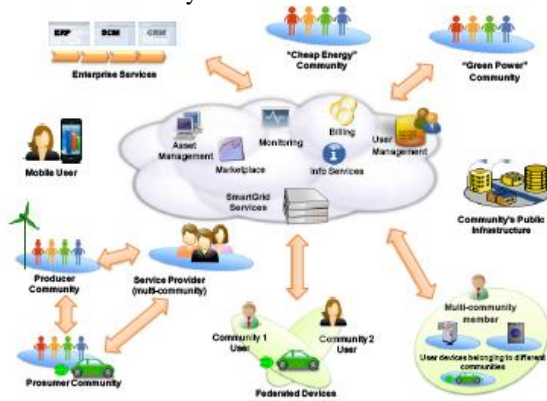 ERP
SCM
CRM
Enterprise Services
"Cheap Energy"
Community
"Green Power"
Community
Mobile User
Asset
Management
Monitoring
Billing
User
Management
Marketplace
Info Services
SmartGrid
Services
Community's Public
Infrastructure
Producer
Community
Service Provider
(multi-community)
Prosumer Community
Community 1
User
Community 2
User
Federated Devices
Multi-community
member
User devices belonging to different
communities